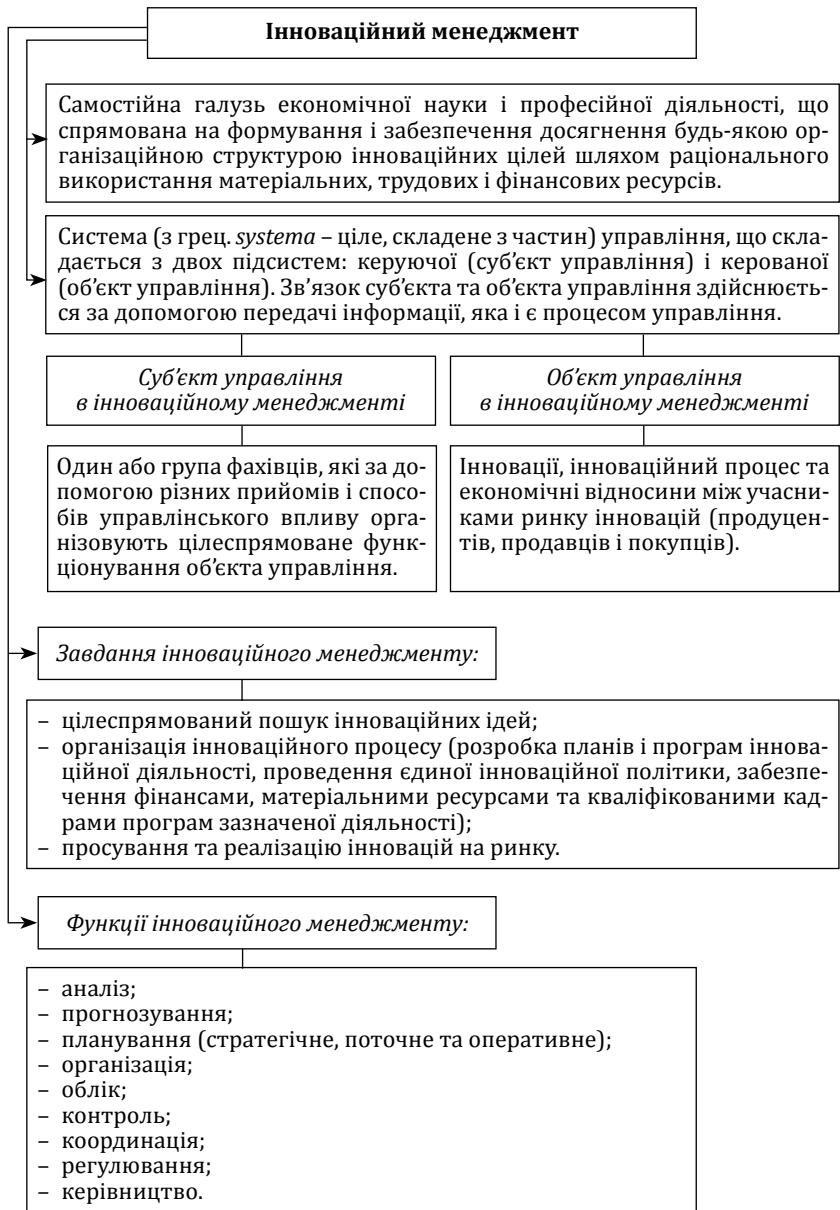 Інноваційний менеджмент
Самостійна галузь економічної науки і професійної діяльності, що
спрямована на формування і забезпечення досягнення будь-якою ор-
ганізаційною структурою інноваційних цілей шляхом раціонального
використання матеріальних, трудових і фінансових ресурсів.
Система (з грец. systema – ціле, складене з частин) управління, що скла-
дається з двох підсистем: керуючої (суб’єкт управління) і керованої
(об’єкт управління). Зв’язок суб’єкта та об’єкта управління здійснюєть-
ся за допомогою передачі інформації, яка і є процесом управління.
Суб’єкт управління
в інноваційному менеджменті
Об’єкт управління
в інноваційному менеджменті
Один або група фахівців, які за до-
помогою різних прийомів і спосо-
бів управлінського впливу орга-
нізовують цілеспрямоване функ-
ціонування об’єкта управління.
Інновації, інноваційний процес та
економічні відносини між учасни-
ками ринку інновацій (продуцен-
тів, продавців і покупців).
Завдання інноваційного менеджменту:
– цілеспрямований пошук інноваційних ідей;
– організація інноваційного процесу (розробка планів і програм інно-
ваційної діяльності, проведення єдиної інноваційної політики, забезпе-
чення фінансами, матеріальними ресурсами та кваліфікованими кад-
рами програм зазначеної діяльності);
– просування та реалізацію інновацій на ринку.
Функції інноваційного менеджменту:
– аналіз;
– прогнозування;
– планування (стратегічне, поточне та оперативне);
– організація;
– облік;
– контроль;
– координація;
– регулювання;
– керівництво.